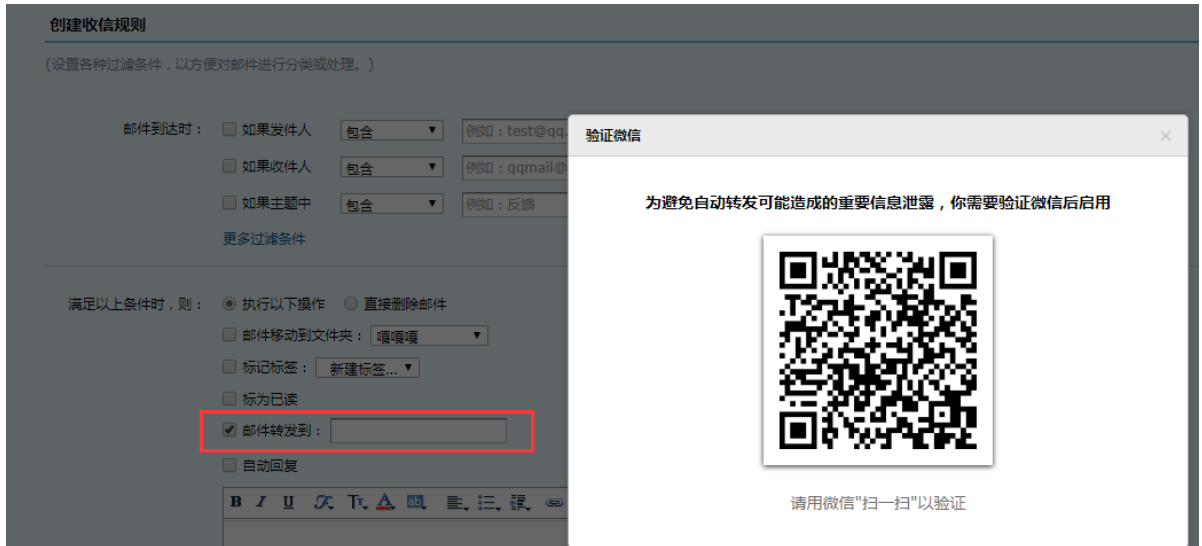 创建收信规则
(设置各种过滤条件，以方便对邮件进行分类或处理。)
邮件到达时： 如果发件人 包含 例如：test@qq.
如果收件人 包含 例如：qqmail@
如果主题中 包含 例如：反馈
更多过滤条件
满足以上条件时，则： 执行以下操作 直接删除邮件
邮件移动到文件夹： 嘎嘎嘎
标记标签： 新建标签...
标为已读
邮件转发到：
自动回复
B I U
验证微信
为避免自动转发可能造成的重要信息泄露，你需要验证微信后启用
请用微信"扫一扫"以验证